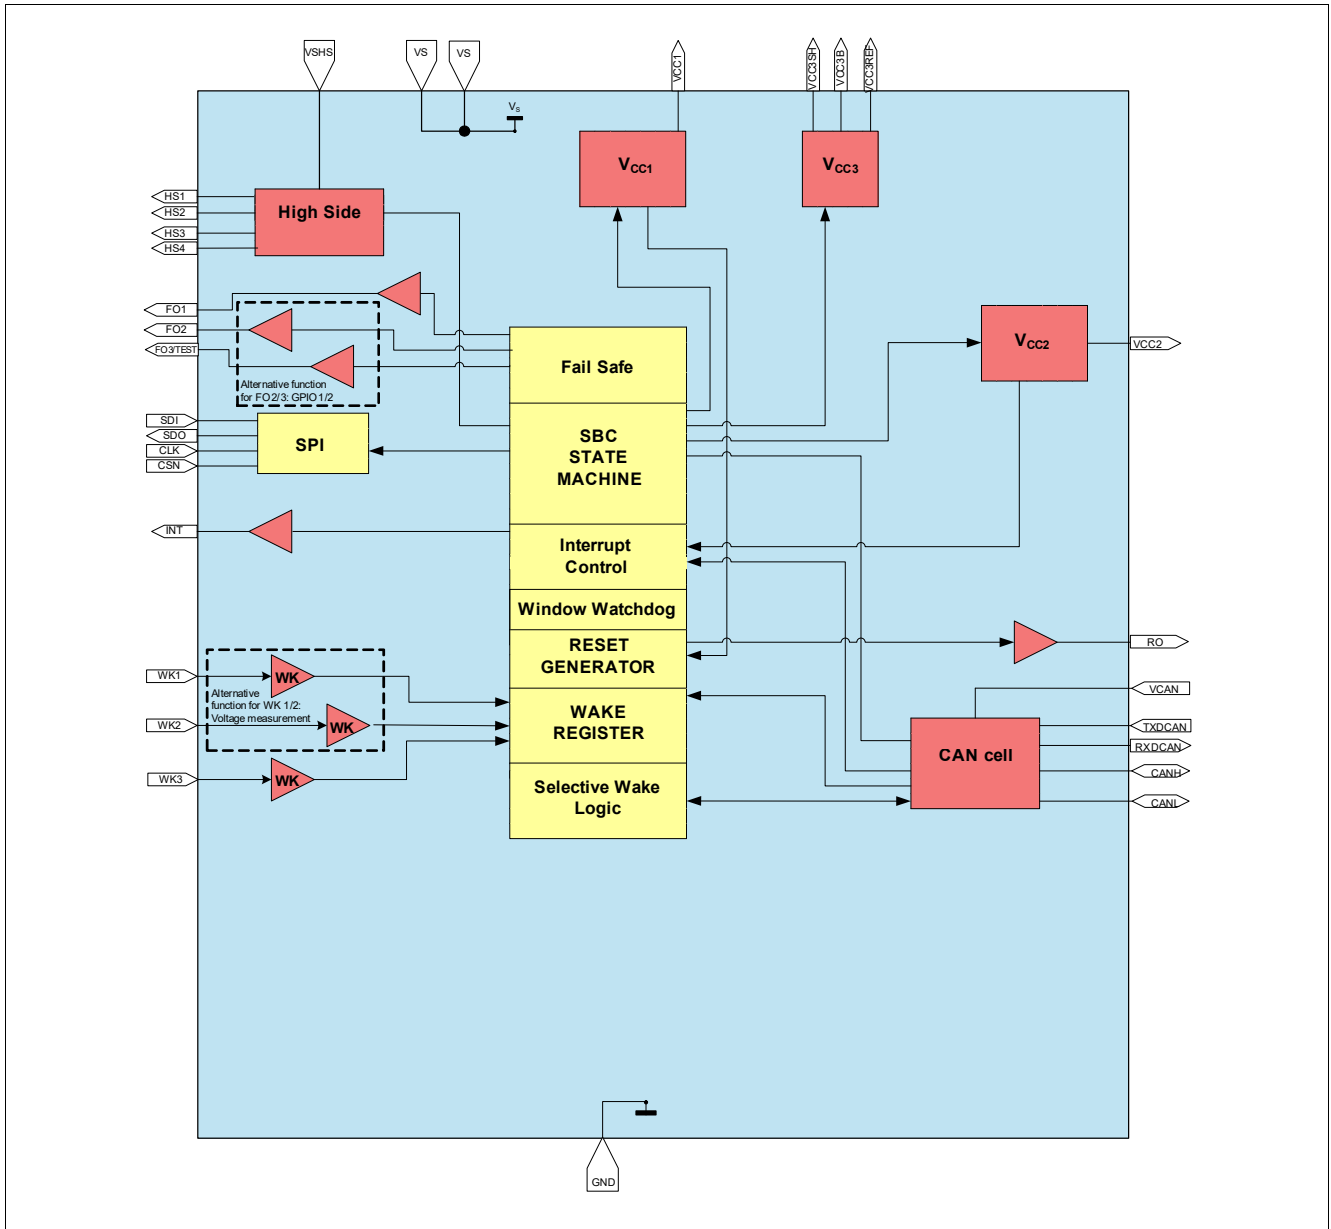 VSHS
VS
VS
VCC1
VCC3SH
VCC3B
VCC3REF
Vs
VCC1
VCC3
HS1
HS2
HS3
HS4
High Side
FO1
FO2
FO3/TEST
Alternative function
for FO2/3: GPIO1/2
Fail Safe
VCC2
VCC2
SDI
SDO
CLK
CSN
SPI
SBC
STATE
MACHINE
INT
Interrupt
Control
Window Watchdog
RESET
GENERATOR
RO
WK1
WK
Alternative
function for WK 1/2:
Voltage measurement
WK2
WK
WK3
WK
WAKE
REGISTER
Selective Wake
Logic
CAN cell
VCAN
TXDCAN
RXDCAN
CANH
CANL
GND